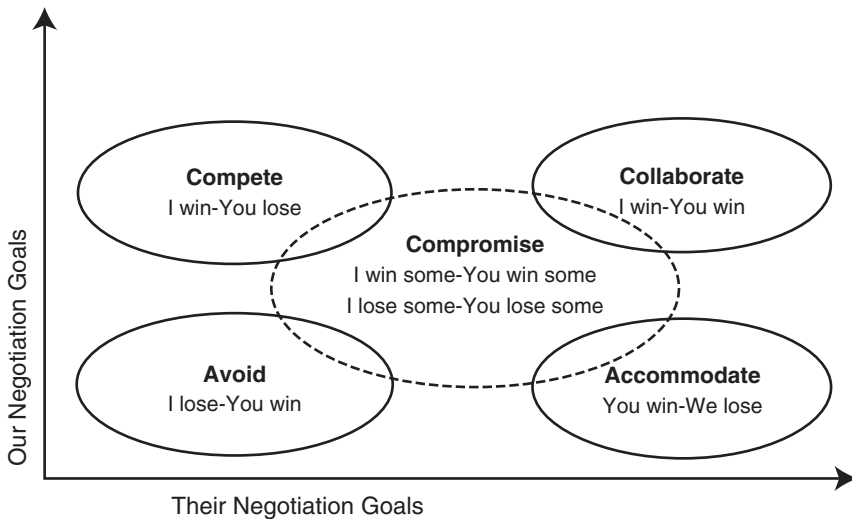 Our Negotiation Goals
Compete
I win-You lose
Collaborate
I win-You win
Compromise
I win some-You win some
I lose some-You lose some
Avoid
I lose-You win
Accommodate
You win-We lose
Their Negotiation Goals